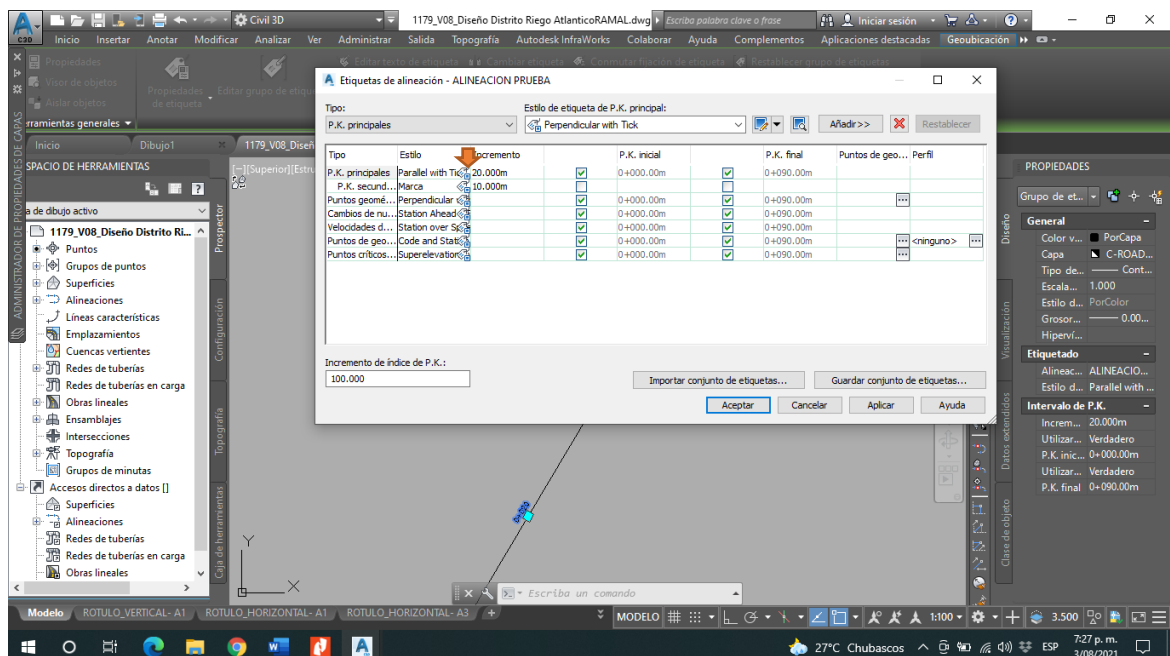 Civil 3D
1179_V08_Diseño Distrito Riego AtlanticoRAMAL.dwg
Escriba palabra clave o frase
Iniciar sesión
C3D
Inicio Insertar Anotar Modificar Analizar Ver Administrar Salida Topografía Autodesk InfraWorks Colaborar Ayuda Complementos Aplicaciones destacadas Geoubicación
Propiedades
Visor de objetos
Aislar objetos
Propiedades de etiqueta
Editar grupo de etiqu
Editar texto de etiqueta
Cambiar etiqueta
Conmutar fijación de etiqueta
Restablecer grupo de etiquetas
rramientas generales
Inicio Dibujo1 1179_V08_Diseñ
ADMINISTRADOR DE PROPIEDADES DE CAPAS
SPACIO DE HERRAMIENTAS
a de dibujo activo
1179_V08_Diseño Distrito Ri...
Puntos
Grupos de puntos
Superficies
Alineaciones
Líneas características
Emplazamientos
Cuencas vertientes
Redes de tuberías
Redes de tuberías en carga
Obras lineales
Ensamblajes
Intersecciones
Topografía
Grupos de minutas
Accesos directos a datos []
Superficies
Alineaciones
Redes de tuberías
Redes de tuberías en carga
Obras lineales
Prospector
Configuración
Topografía
Caja de herramientas
[-][Superior][Estru
Etiquetas de alineación - ALINEACION PRUEBA
Tipo:
P.K. principales
Estilo de etiqueta de P.K. principal:
Perpendicular with Tick
Añadir>>
Restablecer
Tipo Estilo Incremento P.K. inicial P.K. final Puntos de geo... Perfil
P.K. principales Parallel with Tic 20.000m 0+000.00m 0+090.00m
P.K. secund... Marca 10.000m
Puntos geomé... Perpendicular 0+000.00m 0+090.00m ...
Cambios de nu... Station Ahead 0+000.00m 0+090.00m
Velocidades d... Station over Sp 0+000.00m 0+090.00m
Puntos de geo... Code and Stati 0+000.00m 0+090.00m ... <ninguno> ...
Puntos críticos... Superelevation 0+000.00m 0+090.00m ...
Incremento de índice de P.K.:
100.000
Importar conjunto de etiquetas...
Guardar conjunto de etiquetas...
Aceptar
Cancelar
Aplicar
Ayuda
Y
X
Escriba un comando
PROPIEDADES
Grupo de et...
General
Color v... PorCapa
Capa C-ROAD...
Tipo de... Cont...
Escala... 1.000
Estilo d... PorColor
Grosor... 0.00...
Hiperví...
Etiquetado
Alineac... ALINEACIO...
Estilo d... Parallel with ...
Intervalo de P.K.
Increm... 20.000m
Utilizar... Verdadero
P.K. inic... 0+000.00m
Utilizar... Verdadero
P.K. final 0+090.00m
Diseño
Visualización
Datos extendidos
Clase de objeto
Modelo ROTULO_VERTICAL- A1 ROTULO_HORIZONTAL- A1 ROTULO_HORIZONTAL- A3 +
MODELO
1:100
3.500
27°C Chubascos
ESP
7:27 p. m.
3/08/2021